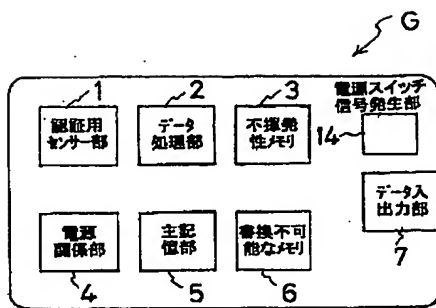 G
1
2
3
電源スイッチ
信号発生部
認証用
センサー部
データ
処理部
不揮発
性メモリ
14
データ入
出力部
7
電源
関係部
主記
憶部
書換不可
能なメモリ
4
5
6